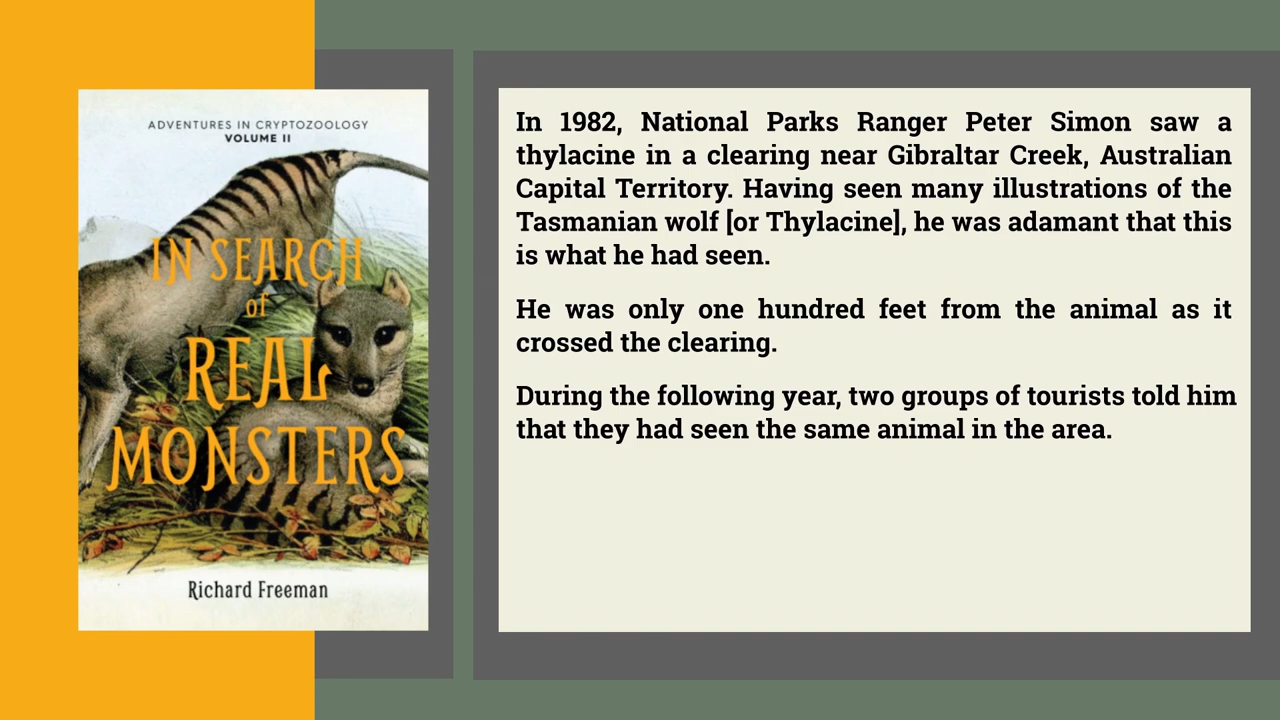 ADVENTURES IN CRYPTOZOOLOGY
VOLUME II
IN SEARCH
of
REAL
MONSTERS
Richard Freeman
In 1982, National Parks Ranger Peter Simon saw a
thylacine in a clearing near Gibraltar Creek, Australian
Capital Territory. Having seen many illustrations of the
Tasmanian wolf [or Thylacine], he was adamant that this
is what he had seen.
He was only one hundred feet from the animal as it
crossed the clearing.
During the following year, two groups of tourists told him
that they had seen the same animal in the area.